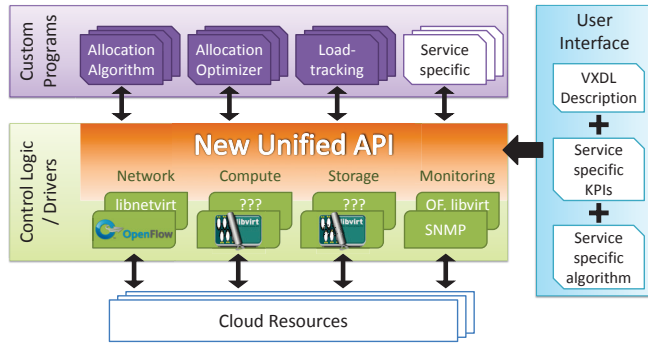 Custom
Programs
Allocation
Algorithm
Allocation
Optimizer
Load-
tracking
Service
specific
User
Interface
VXDL
Description
+
Service
specific
KPIs
+
Service
specific
algorithm
Control Logic
/ Drivers
New Unified API
Network
Compute
Storage
Monitoring
libnetvirt
???
???
OF, libvirt
OpenFlow
libvirt
libvirt
SNMP
Cloud Resources